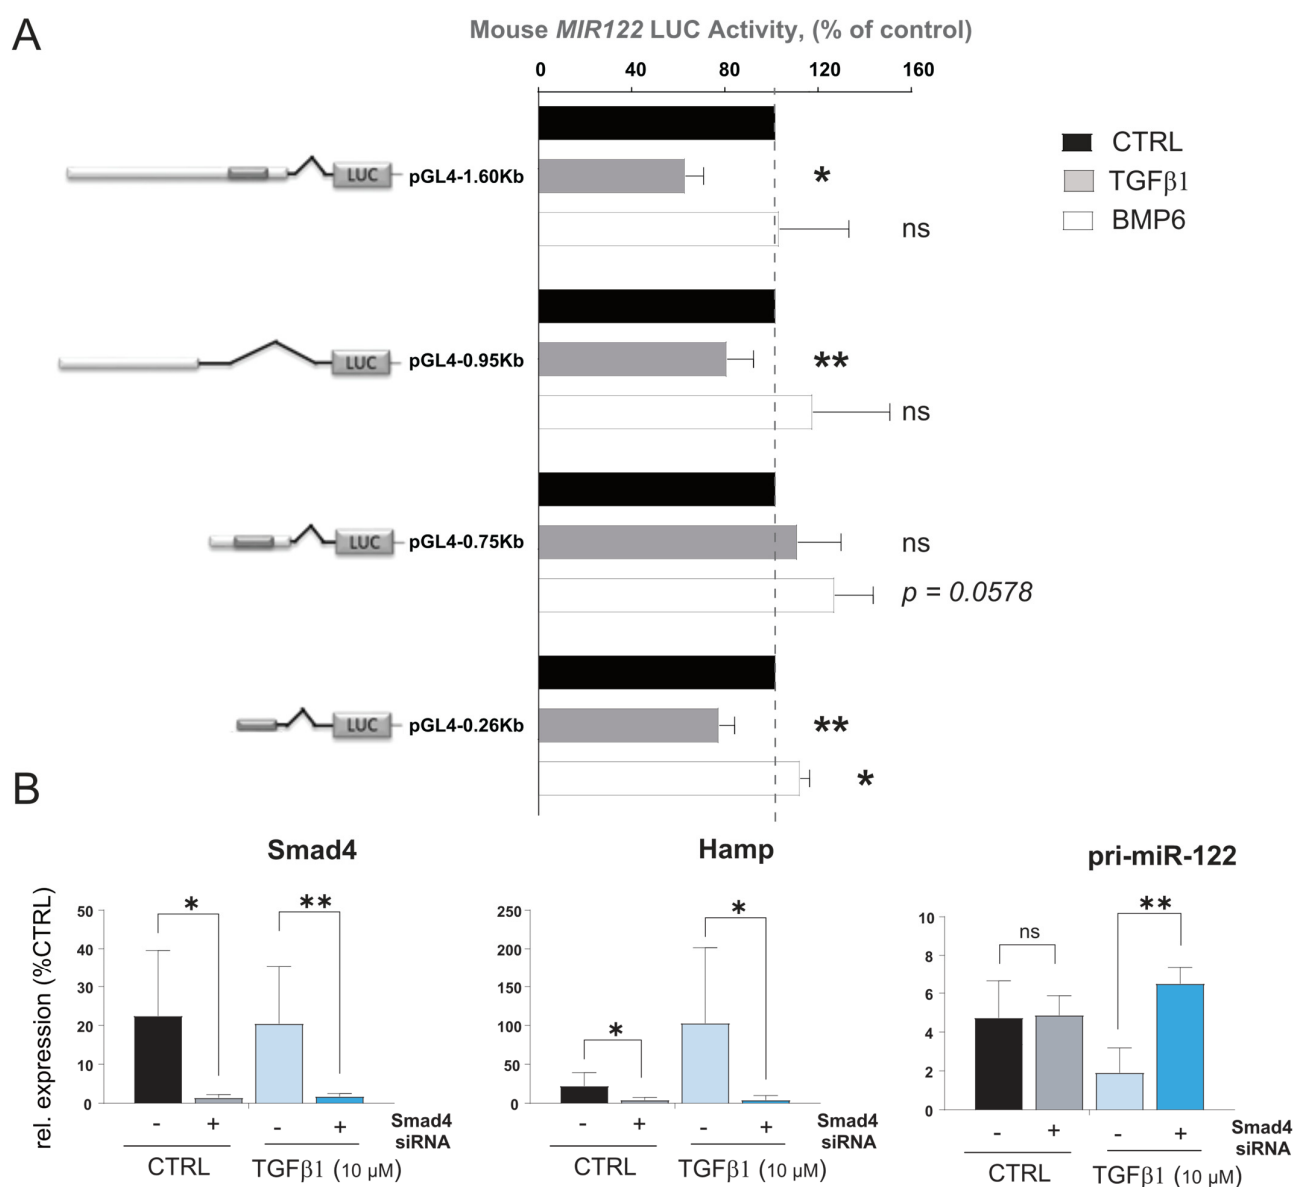 A
Mouse MIR122 LUC Activity, (% of control)
0 40 80 120 160
CTRL
TGFβ1
BMP6
LUC pGL4-1.60Kb *
ns
LUC pGL4-0.95Kb **
ns
LUC pGL4-0.75Kb ns
p = 0.0578
LUC pGL4-0.26Kb **
*
B
Smad4
rel. expression (%CTRL)
50
40
30
20
10
0
* **
- + - + Smad4
siRNA
CTRL TGFβ1 (10 µM)
Hamp
250
200
150
100
50
0
* *
- + - + Smad4
siRNA
CTRL TGFβ1 (10 µM)
pri-miR-122
10
8
6
4
2
0
ns **
- + - + Smad4
siRNA
CTRL TGFβ1 (10 µM)